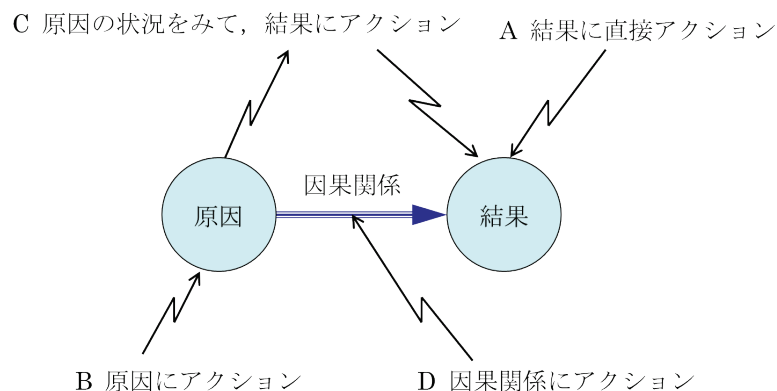 C 原因の状況をみて，結果にアクション
A 結果に直接アクション
因果関係
原因
結果
B 原因にアクション
D 因果関係にアクション